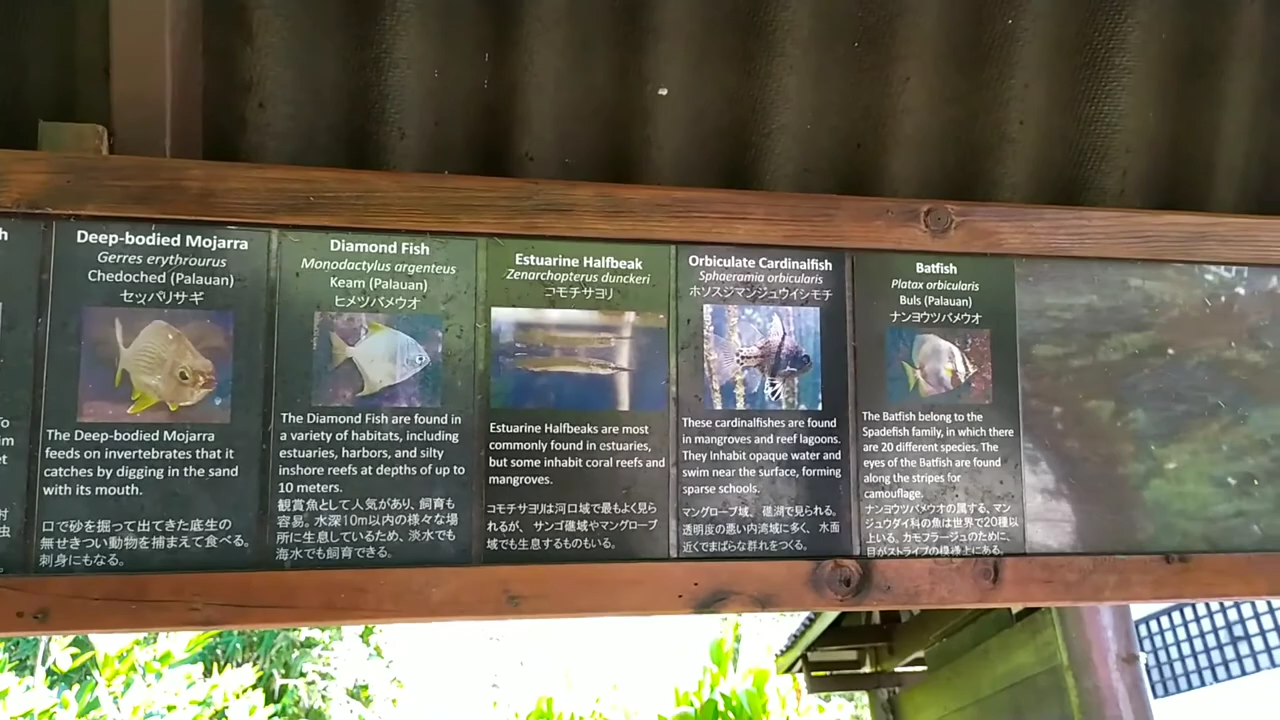 h
To
im
et
Deep-bodied Mojarra
Gerres erythrourus
Chedoched (Palauan)
セッパリサギ
The Deep-bodied Mojarra
feeds on invertebrates that it
catches by digging in the sand
with its mouth.
口で砂を掘って出てきた底生の
無せきつい動物を捕まえて食べる。
刺身にもなる。
Diamond Fish
Monodactylus argenteus
Keam (Palauan)
ヒメツバメウオ
The Diamond Fish are found in
a variety of habitats, including
estuaries, harbors, and silty
inshore reefs at depths of up to
10 meters.
観賞魚として人気があり、飼育も
容易。水深10m以内の様々な場
所に生息しているため、淡水でも
海水でも飼育できる。
Estuarine Halfbeak
Zenarchopterus dunckeri
コモチサヨリ
Estuarine Halfbeaks are most
commonly found in estuaries,
but some inhabit coral reefs and
mangroves.
コモチサヨリは河口域で最もよく見ら
れるが、サンゴ礁域やマングローブ
域でも生息するものもいる。
Orbiculate Cardinalfish
Sphaeramia orbicularis
ホソスジマンジュウイシモチ
These cardinalfishes are found
in mangroves and reef lagoons.
They Inhabit opaque water and
swim near the surface, forming
sparse schools.
マングローブ域、礁湖で見られる。
透明度の悪い内湾域に多く、水面
近くでまばらな群れをつくる。
Batfish
Platax orbicularis
Buls (Palauan)
ナンヨウツバメウオ
The Batfish belong to the
Spadefish family, in which there
are 20 different species. The
eyes of the Batfish are found
along the stripes for
camouflage.
ナンヨウツバメウオの属する、マン
ジュウダイ科の魚は世界で20種以
上いる。カモフラージュのために、
目がストライプの模様上にある。